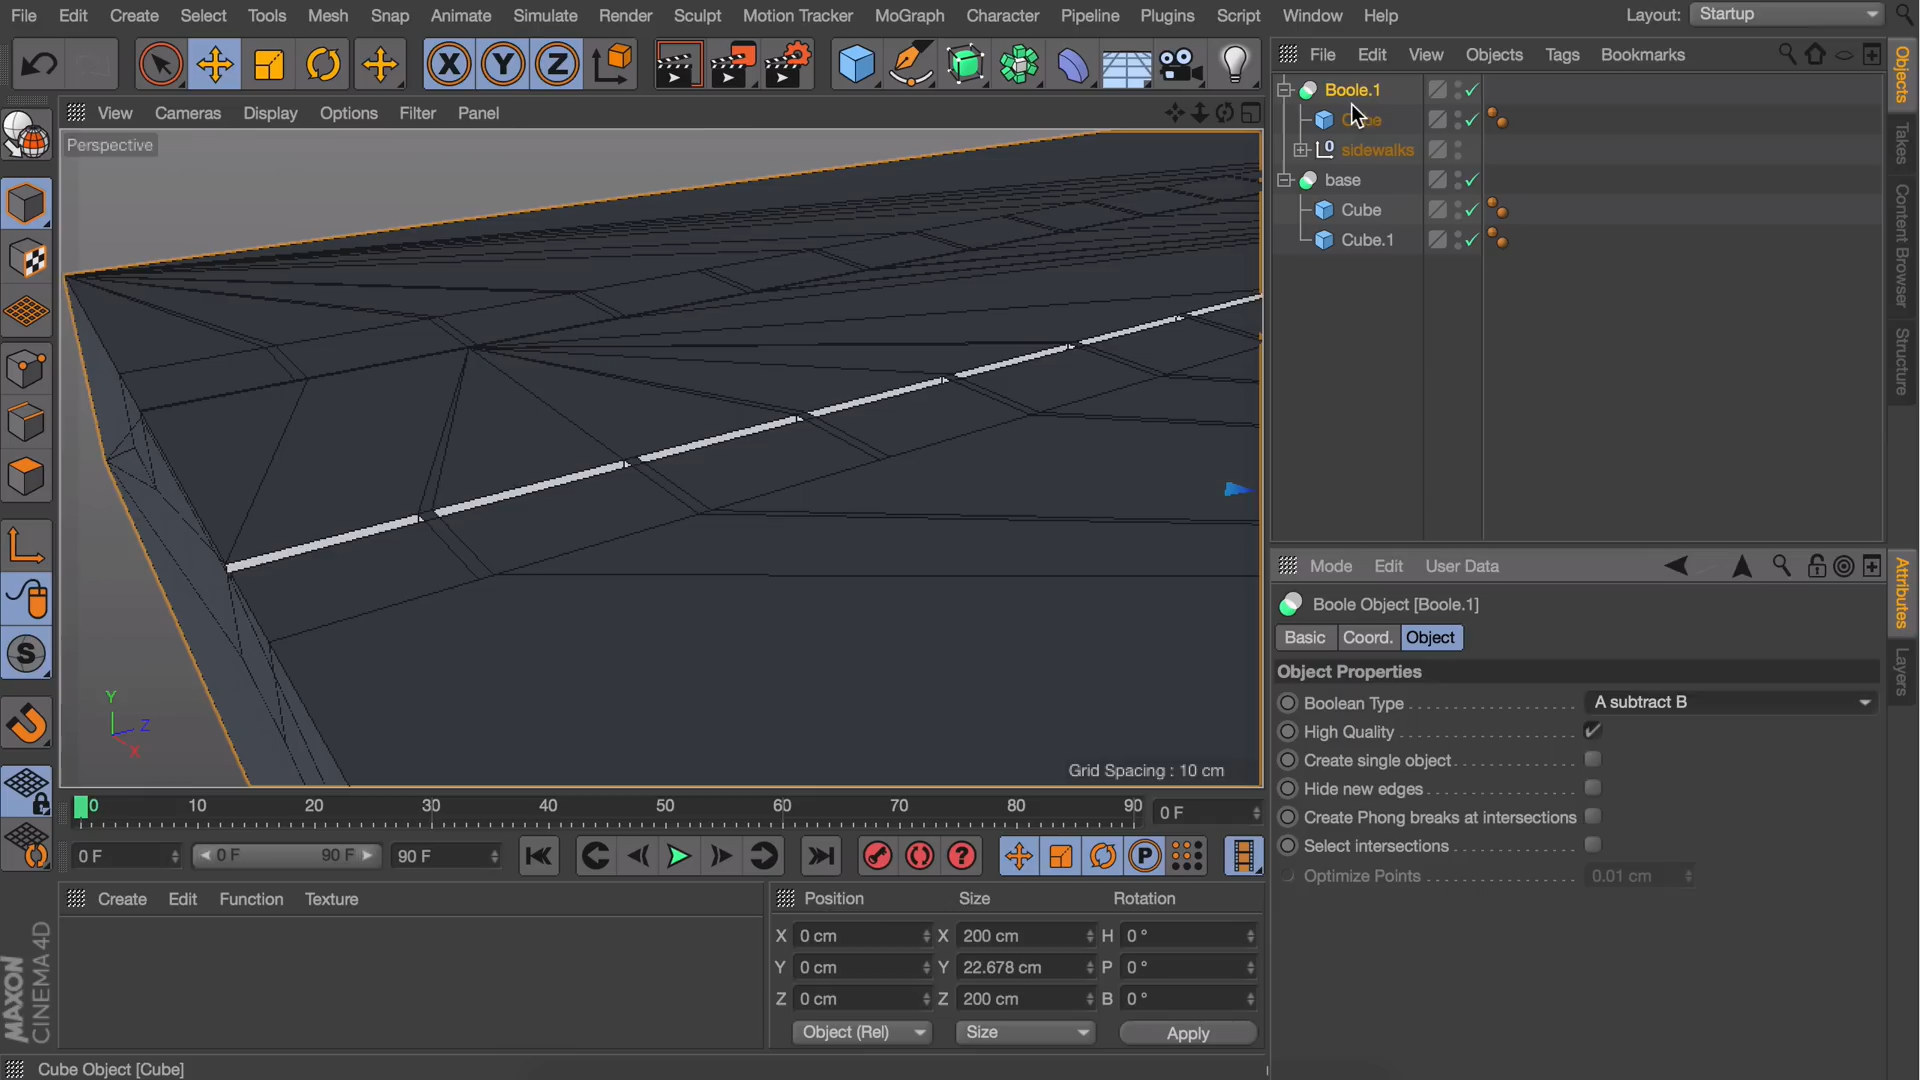 File Edit Create Select Tools Mesh Snap Animate Simulate Render Sculpt Motion Tracker MoGraph Character Pipeline Plugins Script Window Help Layout: Startup
X Y Z
File Edit View Objects Tags Bookmarks
View Cameras Display Options Filter Panel
Perspective
Boole.1
Cube
0 sidewalks
base
Cube
Cube.1
Objects
Takes
Content Browser
Structure
Y
Z
X
Grid Spacing : 10 cm
S
0 10 20 30 40 50 60 70 80 90 0 F
0 F 0 F 90 F 90 F P
Mode Edit User Data
Boole Object [Boole.1]
Basic Coord. Object
Object Properties
Boolean Type A subtract B
High Quality
Create single object
Hide new edges
Create Phong breaks at intersections
Select intersections
Optimize Points 0.01 cm
Attributes
Layers
Create Edit Function Texture
Position Size Rotation
X 0 cm X 200 cm H 0 °
Y 0 cm Y 22.678 cm P 0 °
Z 0 cm Z 200 cm B 0 °
Object (Rel) Size Apply
MAXON
CINEMA 4D
Cube Object [Cube]